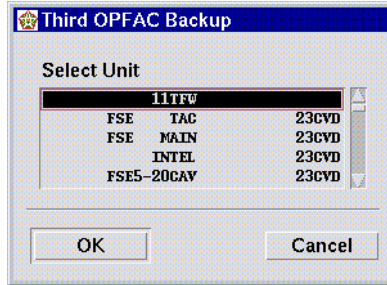 Third OPFAC Backup
Select Unit
11TFW
FSE TAC 23CVD
FSE MAIN 23CVD
INTEL 23CVD
FSE5-20CAV 23CVD
OK Cancel